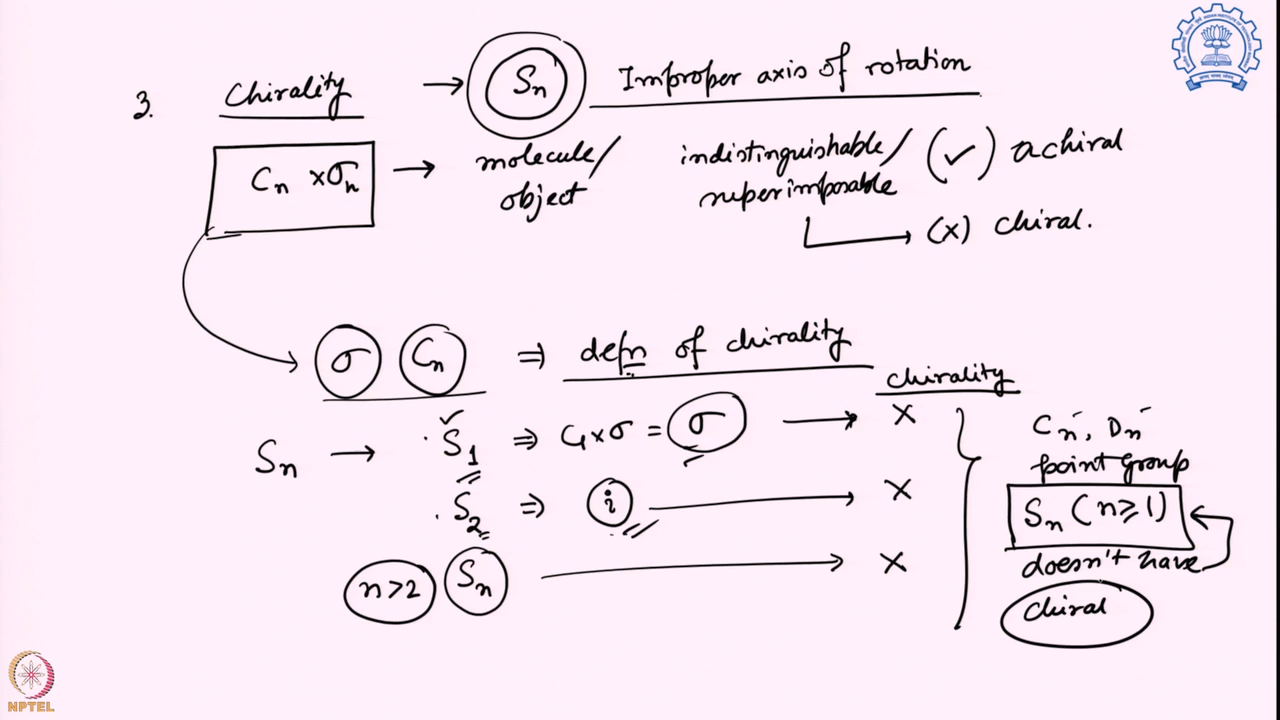 3. Chirality → Sn Improper axis of rotation
Cn × σh → molecule/ object
indistinguishable/ superimposable (✓) achiral
(x) chiral.
σ Cn ⇒ defn of chirality
chirality
Sn → · S1 ✓ ⇒ C1 × σ = σ → ×
· S2 ⇒ i → ×
n>2 Sn → ×
Cn, Dn
point group
Sn (n≥1)
doesn't have
chiral
NPTEL